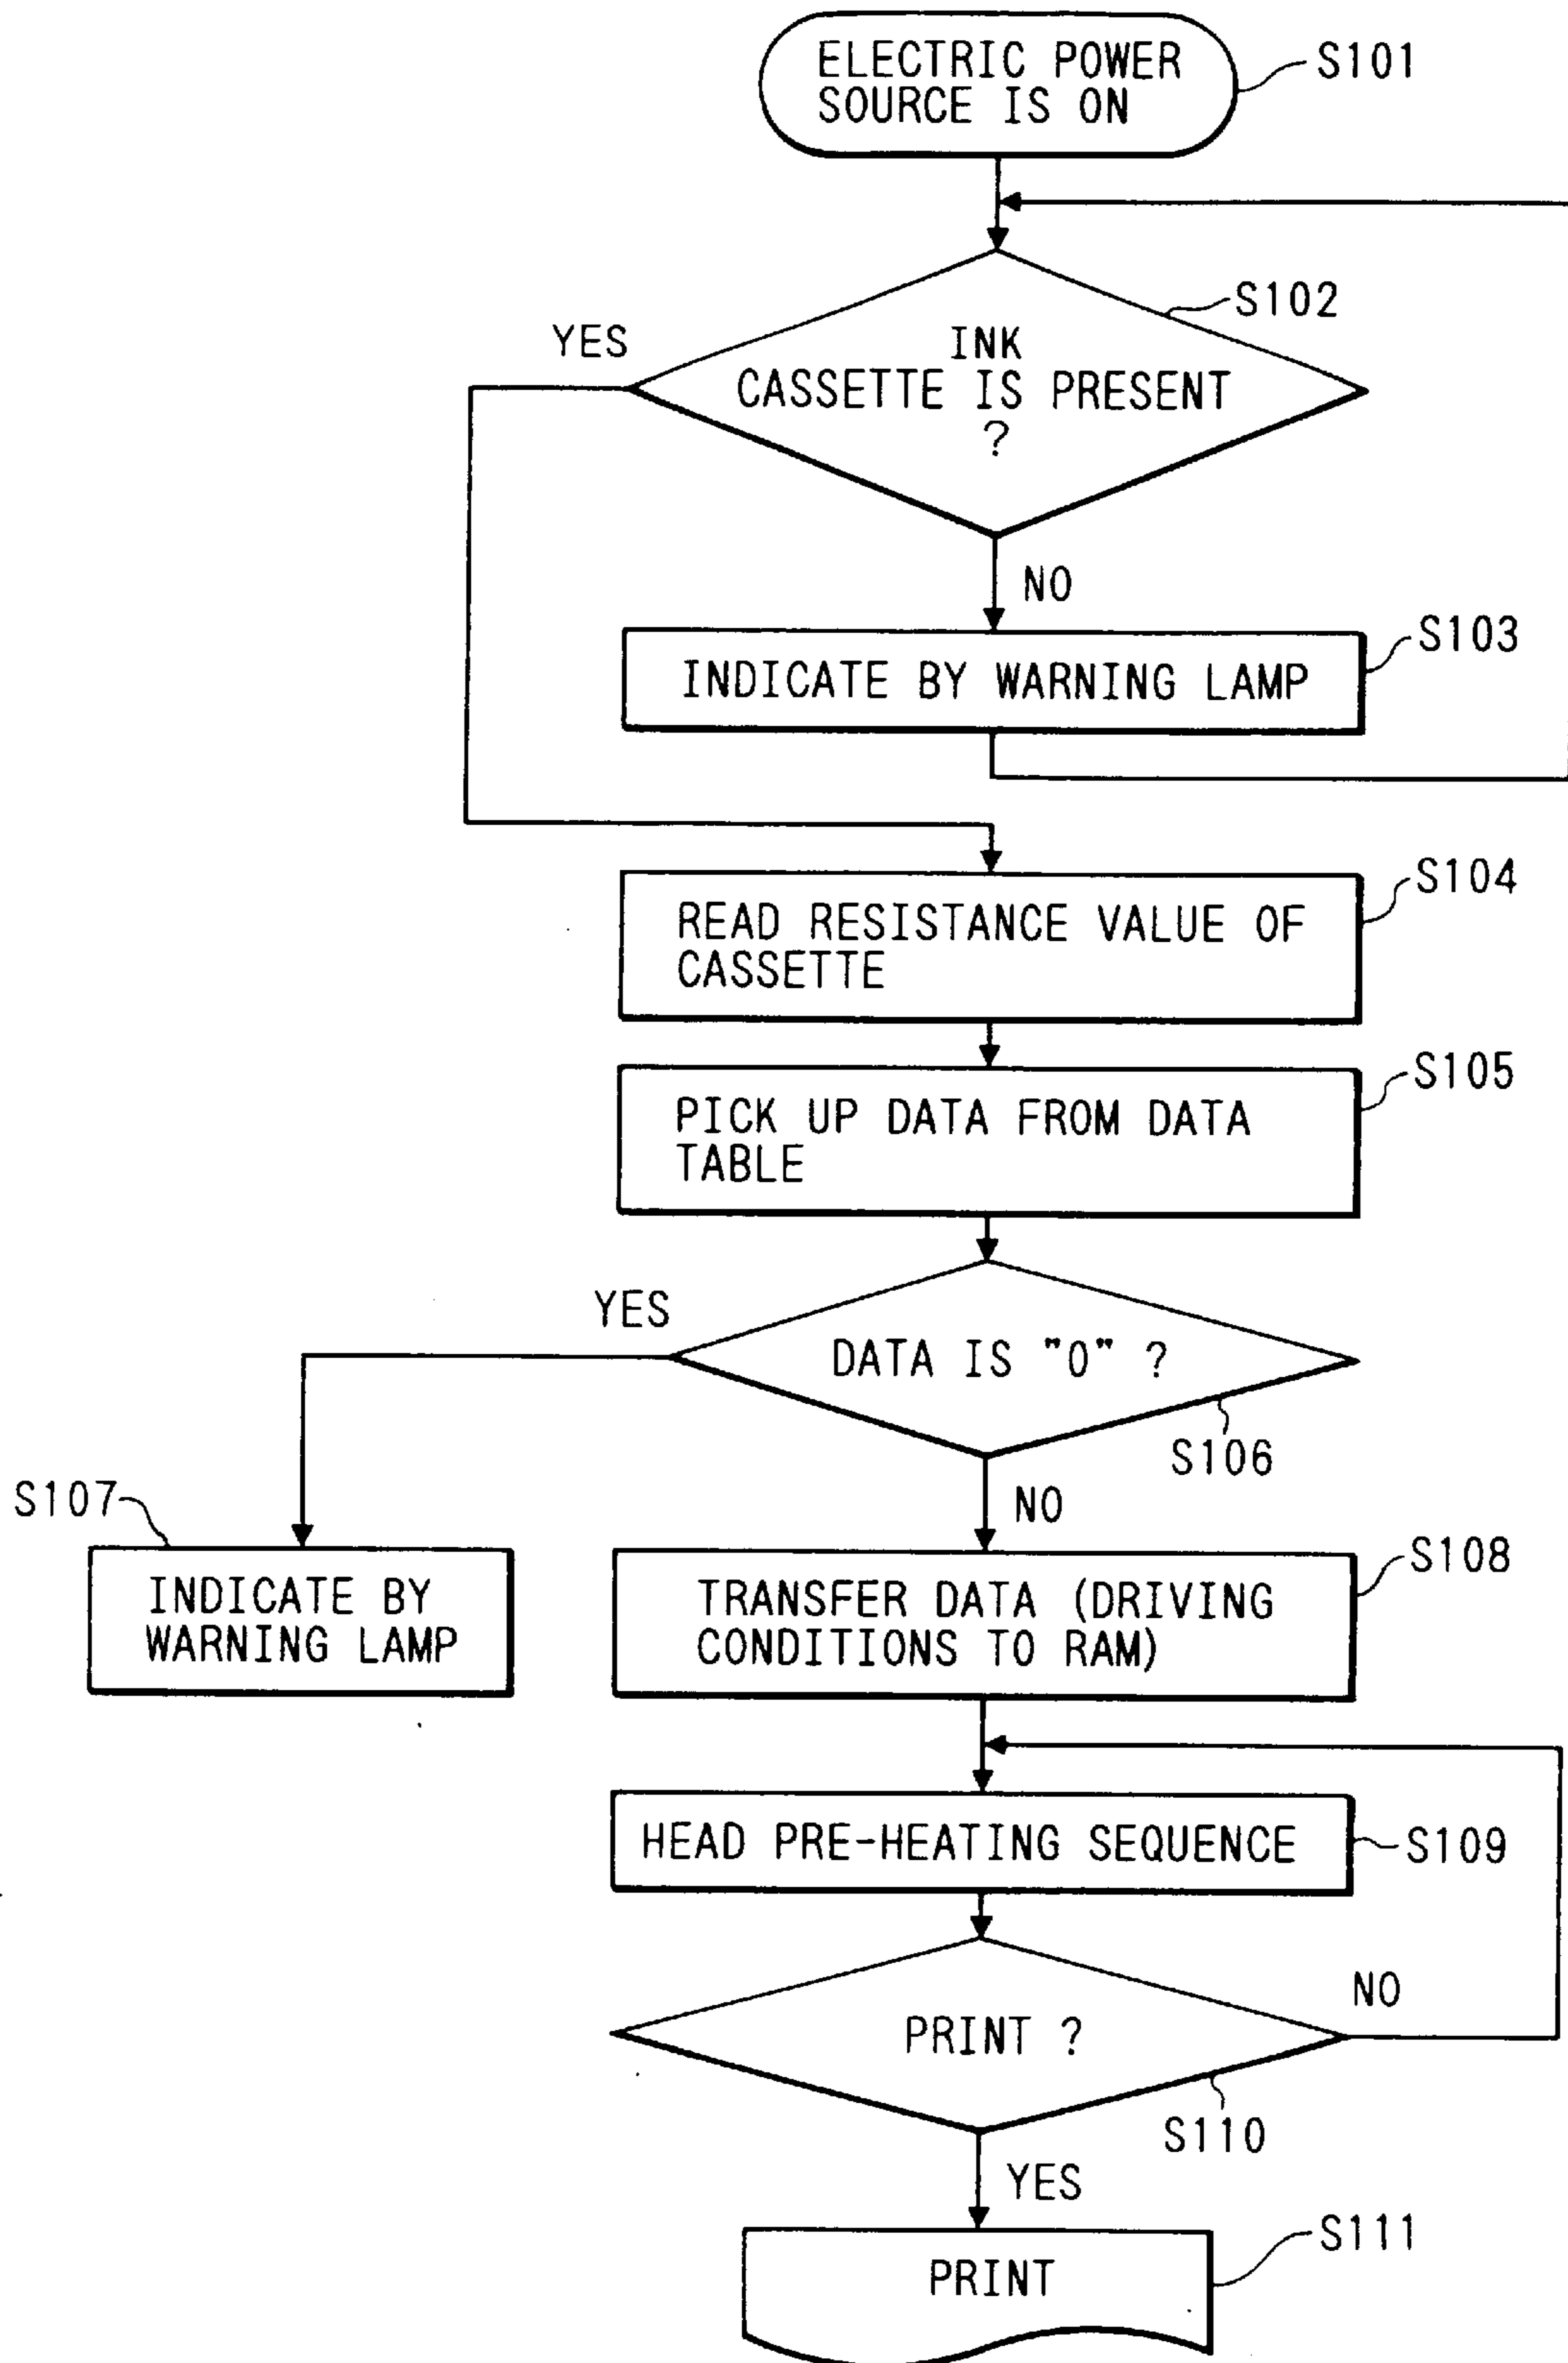 ELECTRIC POWER
SOURCE IS ON
S101
S102
YES
INK
CASSETTE IS PRESENT
?
NO
S103
INDICATE BY WARNING LAMP
S104
READ RESISTANCE VALUE OF
CASSETTE
S105
PICK UP DATA FROM DATA
TABLE
YES
DATA IS "0" ?
S106
NO
S107
INDICATE BY
WARNING LAMP
S108
TRANSFER DATA (DRIVING
CONDITIONS TO RAM)
HEAD PRE-HEATING SEQUENCE
S109
NO
PRINT ?
S110
YES
S111
PRINT